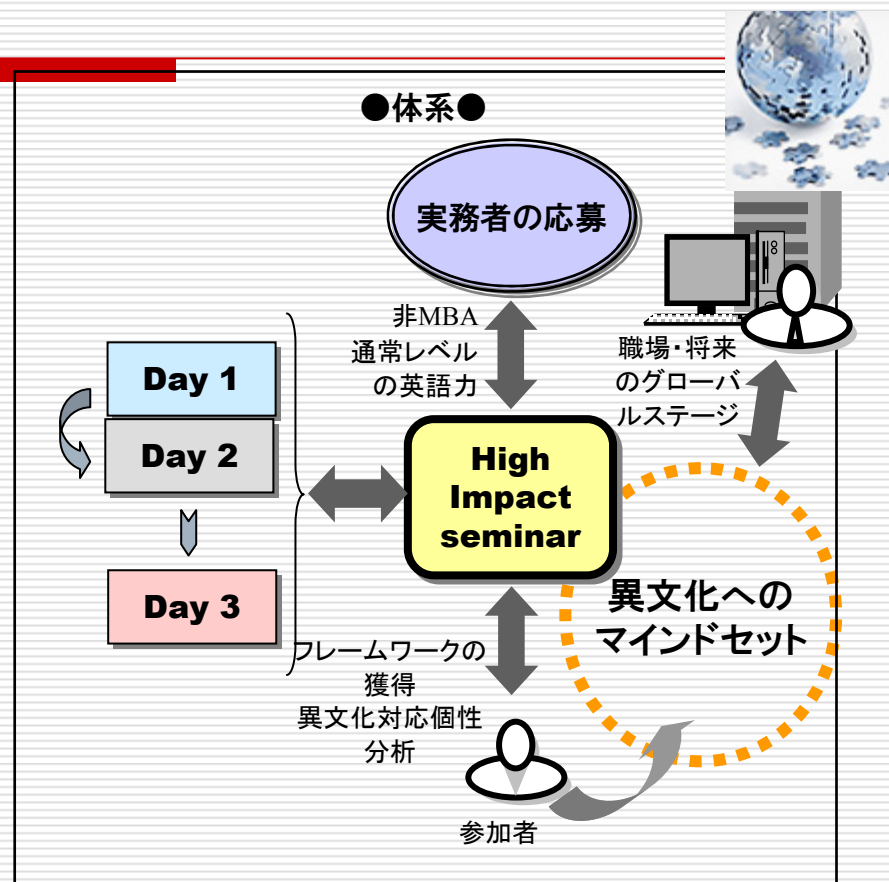 ●体系●
実務者の応募
非MBA
通常レベル
の英語力
職場・将来
のグローバ
ルステージ
Day 1
Day 2
Day 3
High
Impact
seminar
異文化への
マインドセット
フレームワークの
獲得
異文化対応個性
分析
参加者